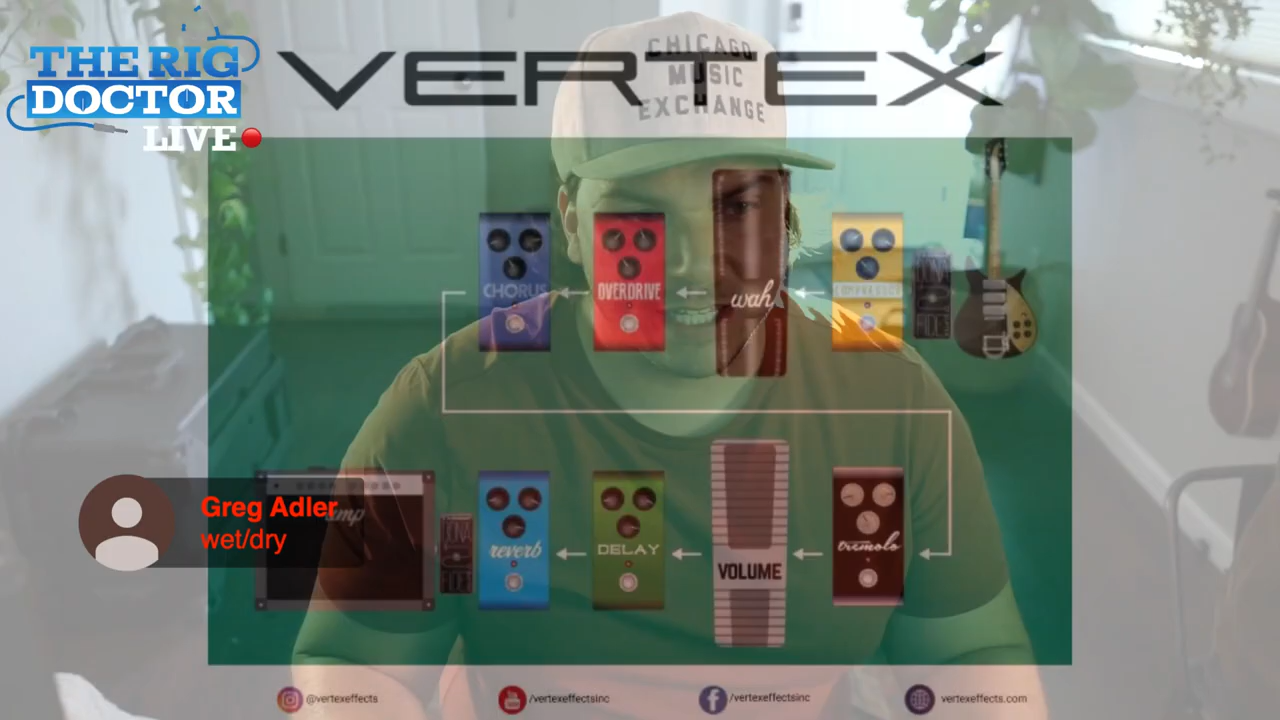 THE RIG
DOCTOR
LIVE
VERTEX
CHICAGO
MUSIC
EXCHANGE
CHORUS
OVERDRIVE
wah
Greg Adler
wet/dry
amp
reverb
DELAY
VOLUME
tremolo
@vertexeffects
/vertexeffectsinc
/vertexeffectsinc
vertexeffects.com